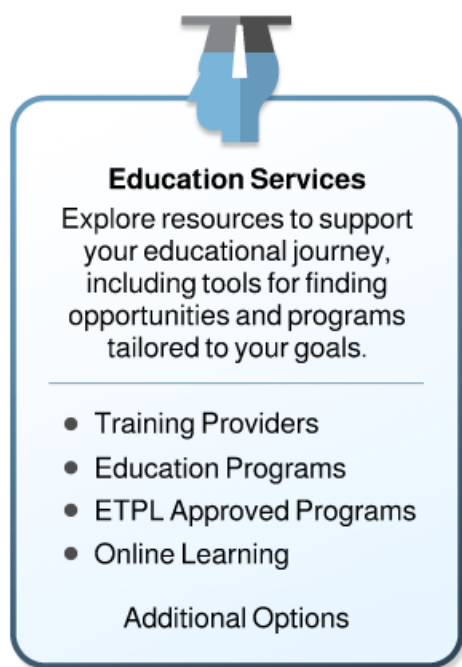 Education Services
Explore resources to support
your educational journey,
including tools for finding
opportunities and programs
tailored to your goals.
Training Providers
Education Programs
ETPL Approved Programs
Online Learning
Additional Options